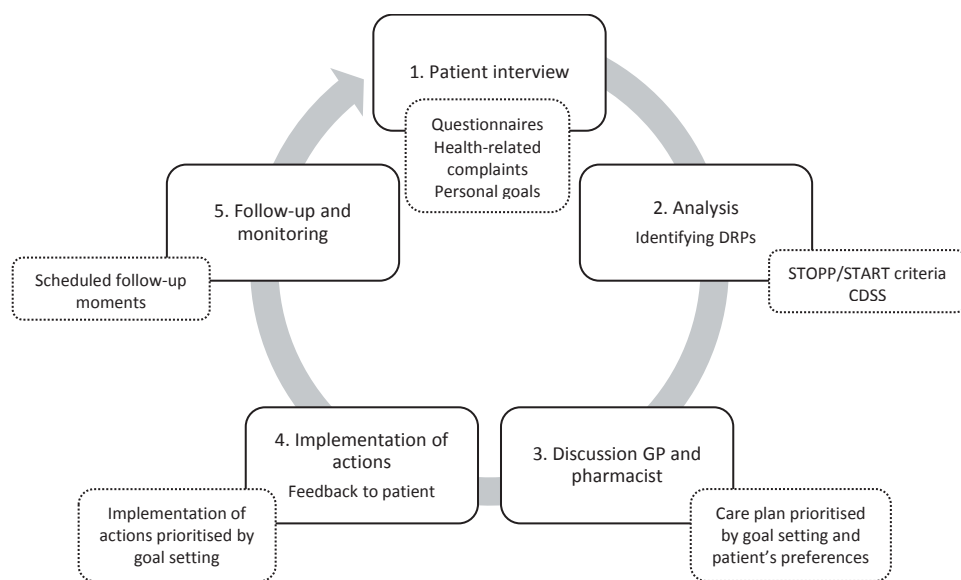 1. Patient interview
Questionnaires
Health-related
complaints
Personal goals
2. Analysis
Identifying DRPs
STOPP/START criteria
CDSS
3. Discussion GP and
pharmacist
Care plan prioritised
by goal setting and
patient’s preferences
4. Implementation of
actions
Feedback to patient
Implementation of
actions prioritised by
goal setting
5. Follow-up and
monitoring
Scheduled follow-up
moments